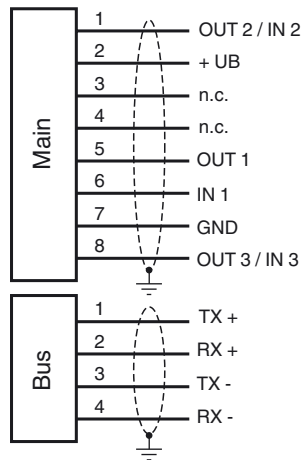 Main
1 OUT 2 / IN 2
2 + UB
3 n.c.
4 n.c.
5 OUT 1
6 IN 1
7 GND
8 OUT 3 / IN 3
Bus
1 TX +
2 RX +
3 TX -
4 RX -